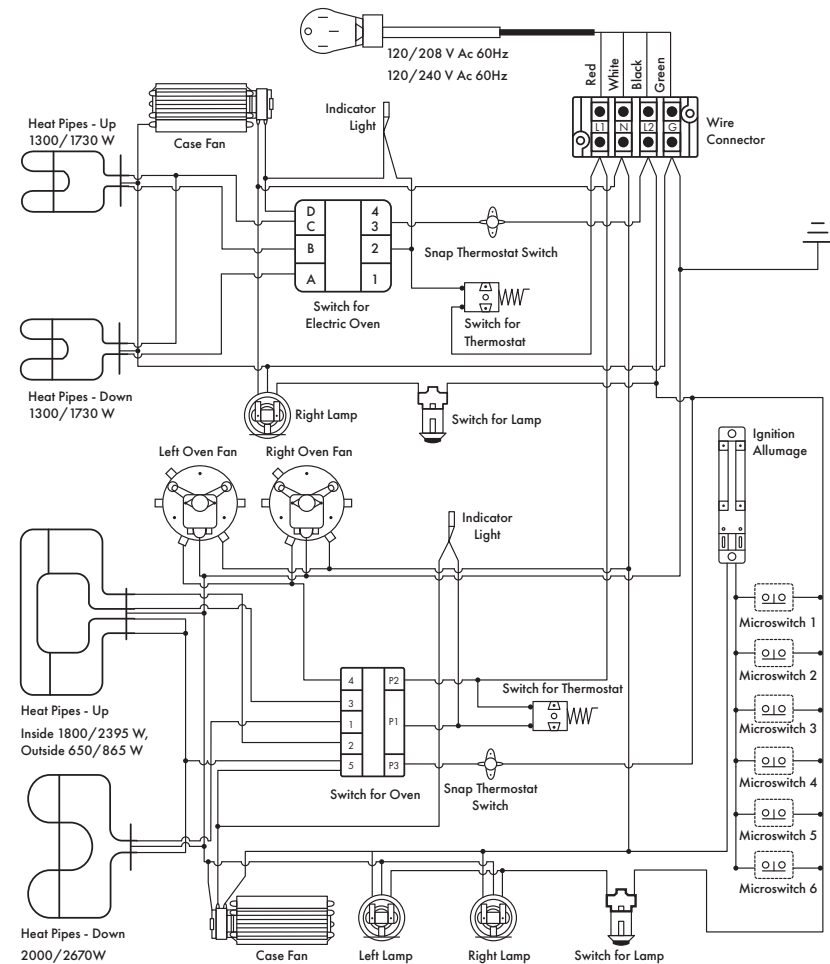 120/208 V Ac 60Hz
120/240 V Ac 60Hz
Red
White
Black
Green
L1
N
L2
G
Wire
Connector
Heat Pipes - Up
1300/1730 W
Case Fan
Indicator
Light
D
C
B
A
4
3
2
1
Switch for
Electric Oven
Snap Thermostat Switch
Switch for
Thermostat
Heat Pipes - Down
1300/1730 W
Right Lamp
Switch for Lamp
Left Oven Fan
Right Oven Fan
Ignition
Allumage
Indicator
Light
Microswitch 1
Microswitch 2
Microswitch 3
Microswitch 4
Microswitch 5
Microswitch 6
Heat Pipes - Up
Inside 1800/2395 W,
Outside 650/865 W
4
3
1
2
5
P2
P1
P3
Switch for Oven
Switch for Thermostat
Snap Thermostat
Switch
Heat Pipes - Down
2000/2670W
Case Fan
Left Lamp
Right Lamp
Switch for Lamp